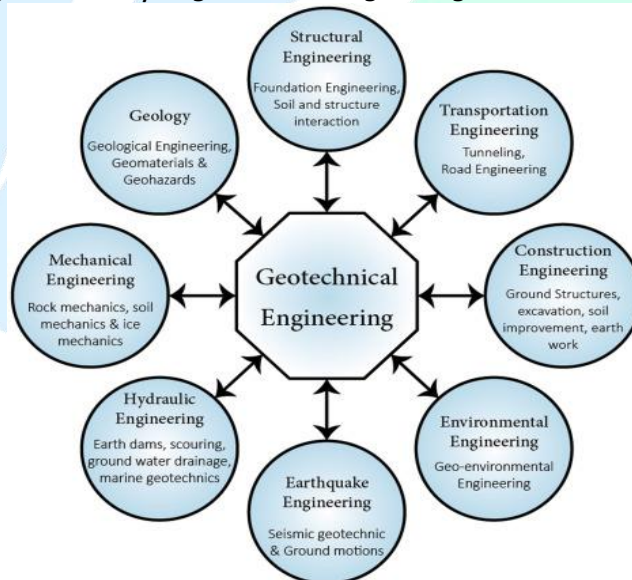 Structural
Engineering
Foundation Engineering,
Soil and structure
interaction
Geology
Geological Engineering,
Geomaterials &
Geohazards
Transportation
Engineering
Tunneling,
Road Engineering
Mechanical
Engineering
Rock mechanics, soil
mechanics & ice
mechanics
Geotechnical
Engineering
Construction
Engineering
Ground Structures,
excavation, soil
improvement, earth
work
Hydraulic
Engineering
Earth dams, scouring,
ground water drainage,
marine geotechnics
Environmental
Engineering
Geo-environmental
Engineering
Earthquake
Engineering
Seismic geotechnic
& Ground motions